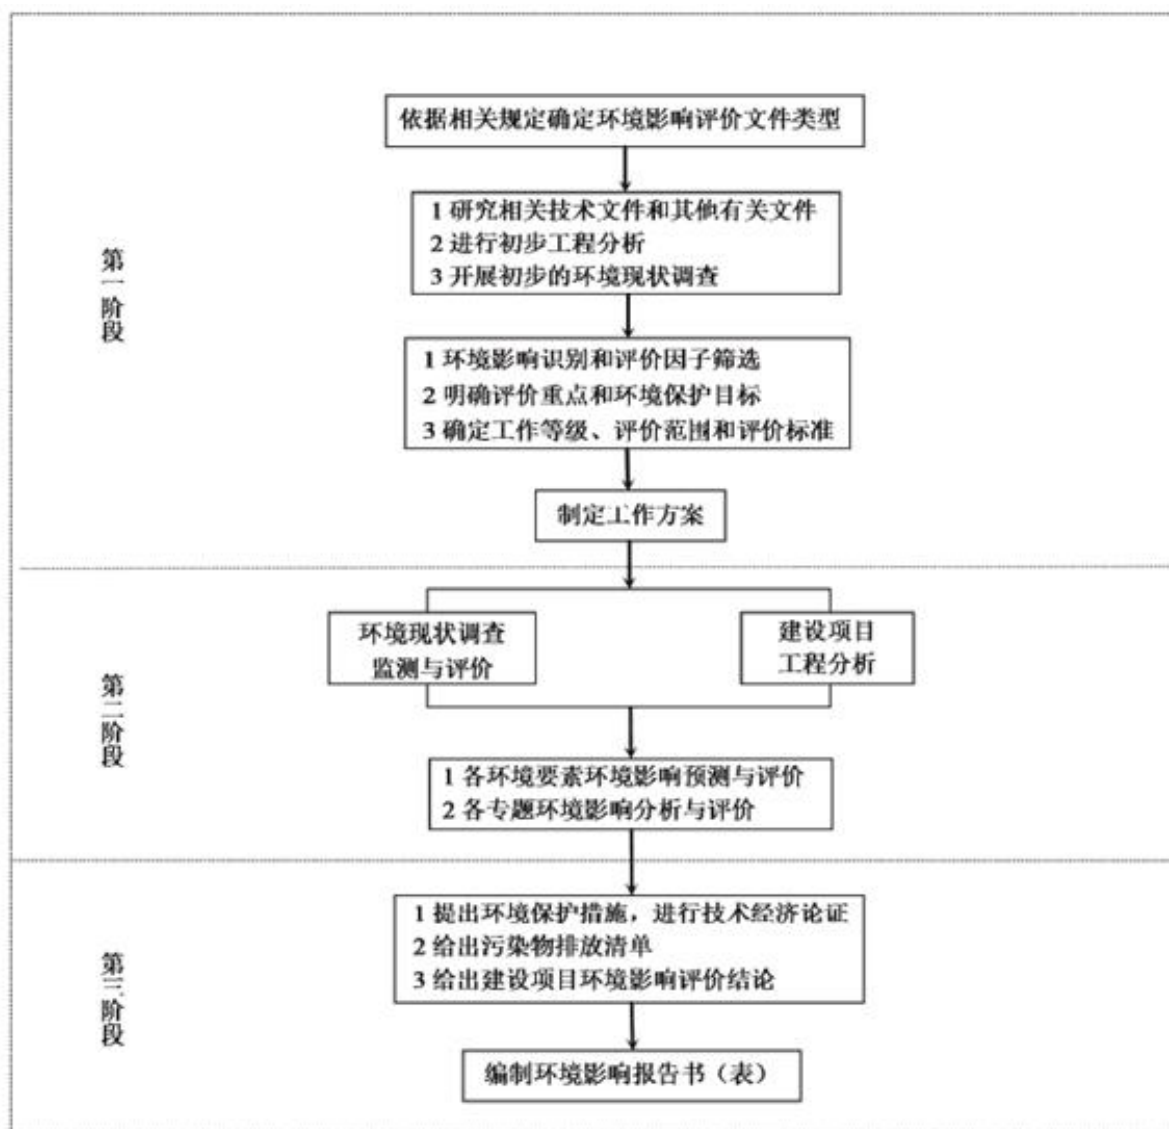 依据相关规定确定环境影响评价文件类型
1 研究相关技术文件和其他有关文件
2 进行初步工程分析
3 开展初步的环境现状调查
第一阶段
1 环境影响识别和评价因子筛选
2 明确评价重点和环境保护目标
3 确定工作等级、评价范围和评价标准
制定工作方案
环境现状调查
监测与评价
建设项目
工程分析
第二阶段
1 各环境要素环境影响预测与评价
2 各专题环境影响分析与评价
1 提出环境保护措施，进行技术经济论证
2 给出污染物排放清单
3 给出建设项目环境影响评价结论
第三阶段
编制环境影响报告书（表）